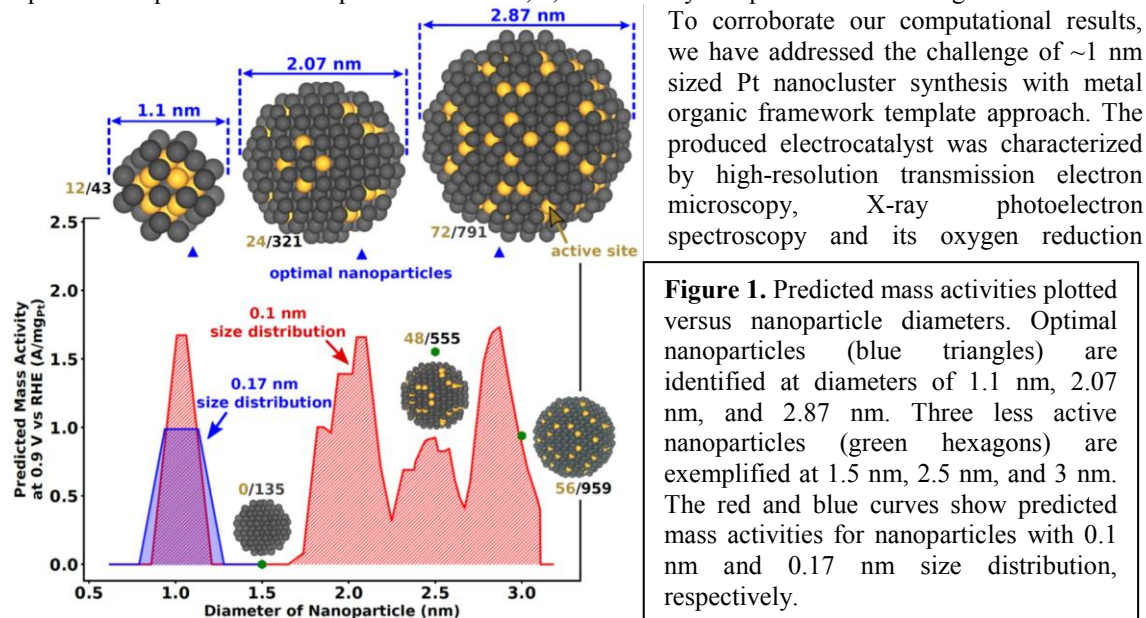 2.87 nm
2.07 nm
1.1 nm
12/43
24/321
72/791
active site
optimal nanoparticles
2.5
2.0
1.5
1.0
0.5
0.0
Predicted Mass Activity
at 0.9 V vs RHE (A/mgPt)
0.1 nm
size distribution
0.17 nm
size distribution
48/555
0/135
56/959
0.5
1.0
1.5
2.0
2.5
3.0
Diameter of Nanoparticle (nm)
To corroborate our computational results,
we have addressed the challenge of ~1 nm
sized Pt nanocluster synthesis with metal
organic framework template approach. The
produced electrocatalyst was characterized
by high-resolution transmission electron
microscopy, X-ray photoelectron
spectroscopy and its oxygen reduction
Figure 1. Predicted mass activities plotted
versus nanoparticle diameters. Optimal
nanoparticles (blue triangles) are
identified at diameters of 1.1 nm, 2.07
nm, and 2.87 nm. Three less active
nanoparticles (green hexagons) are
exemplified at 1.5 nm, 2.5 nm, and 3 nm.
The red and blue curves show predicted
mass activities for nanoparticles with 0.1
nm and 0.17 nm size distribution,
respectively.